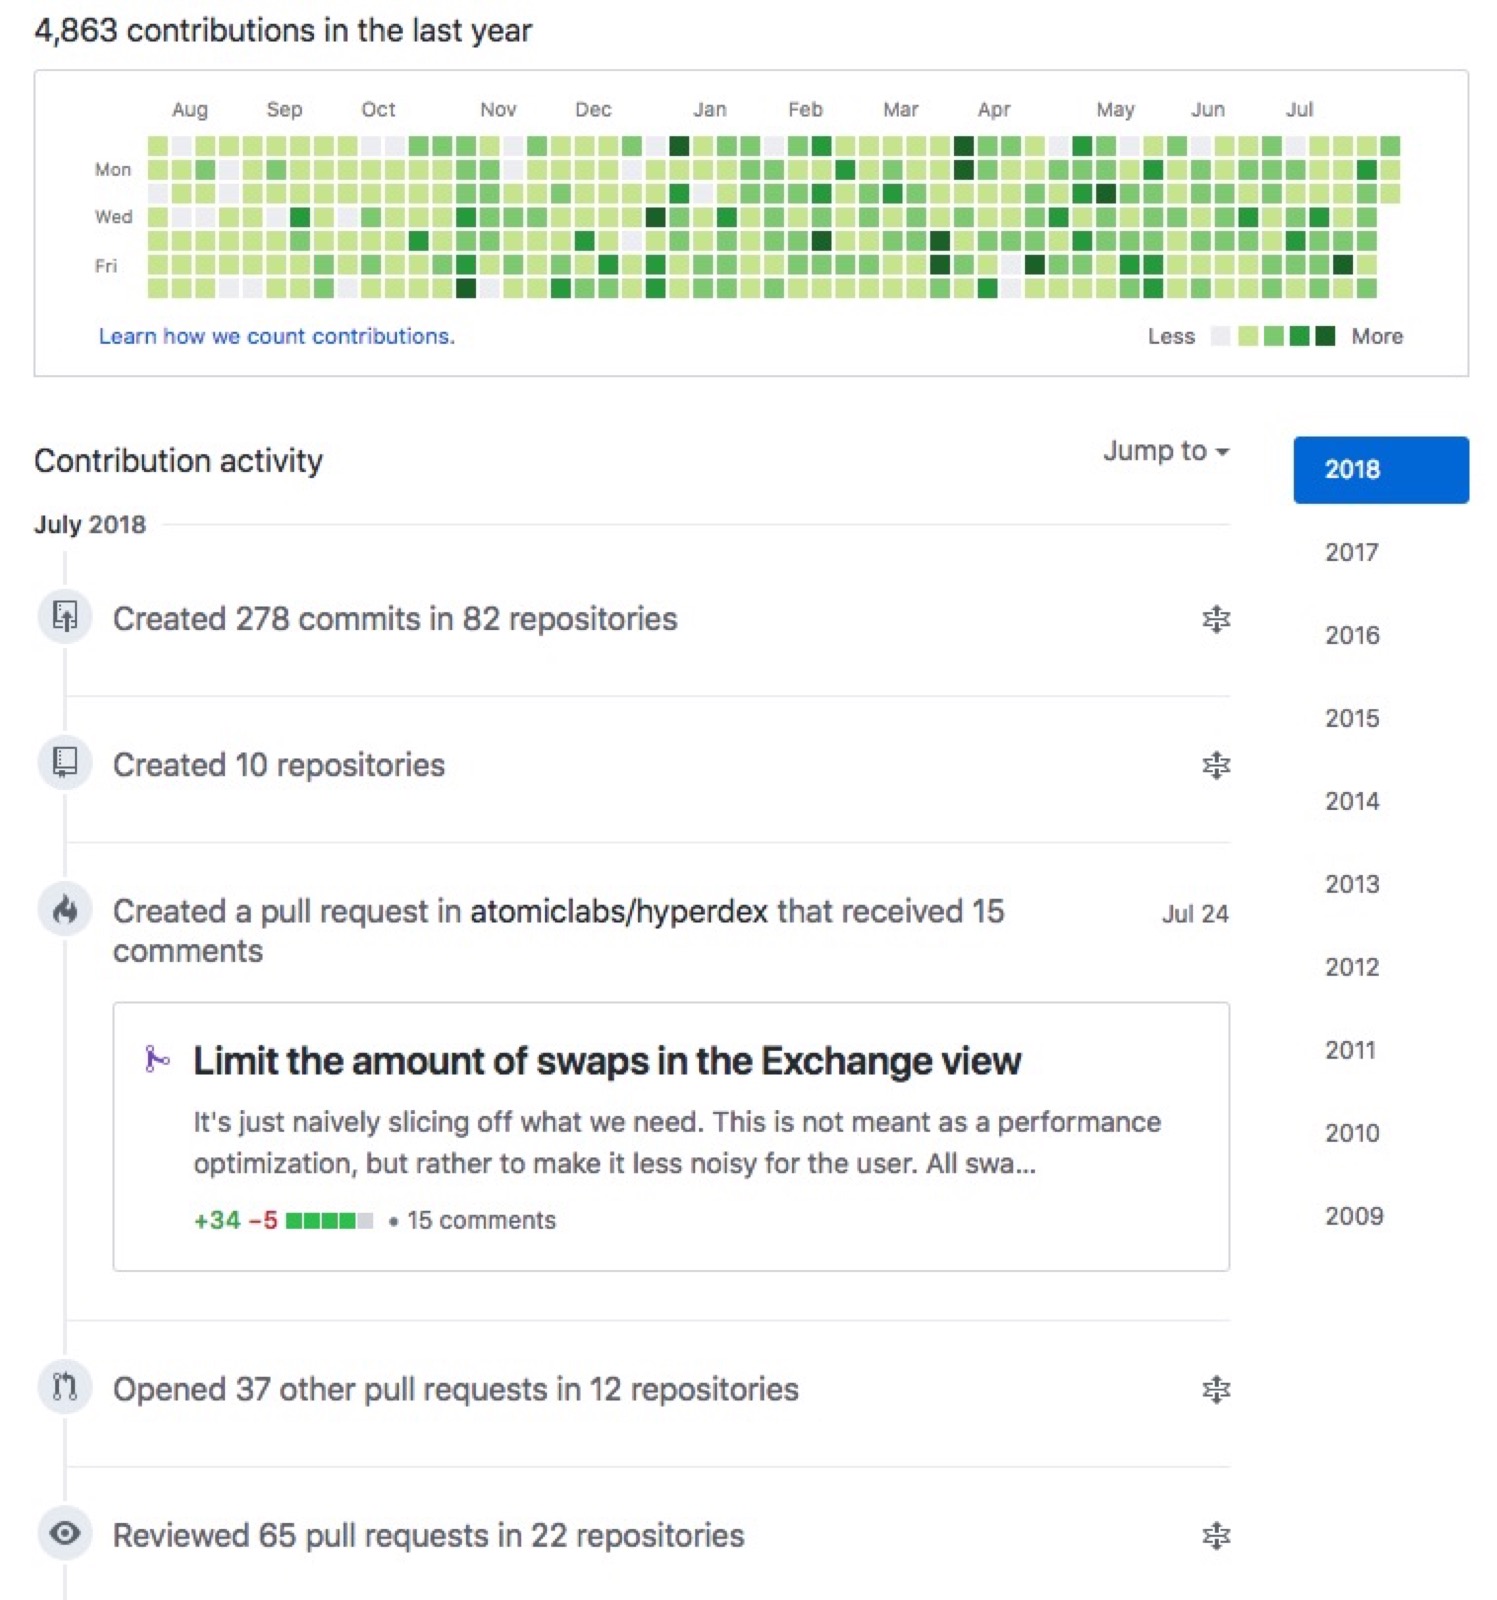 4,863 contributions in the last year
Aug Sep Oct Nov Dec Jan Feb Mar Apr May Jun Jul
Mon
Wed
Fri
Learn how we count contributions.
Less More
Contribution activity
Jump to
2018
July 2018
2017
Created 278 commits in 82 repositories
2016
2015
Created 10 repositories
2014
2013
Created a pull request in atomiclabs/hyperdex that received 15
comments
Jul 24
2012
Limit the amount of swaps in the Exchange view
2011
It's just naively slicing off what we need. This is not meant as a performance
optimization, but rather to make it less noisy for the user. All swa...
2010
+34 −5 • 15 comments
2009
Opened 37 other pull requests in 12 repositories
Reviewed 65 pull requests in 22 repositories